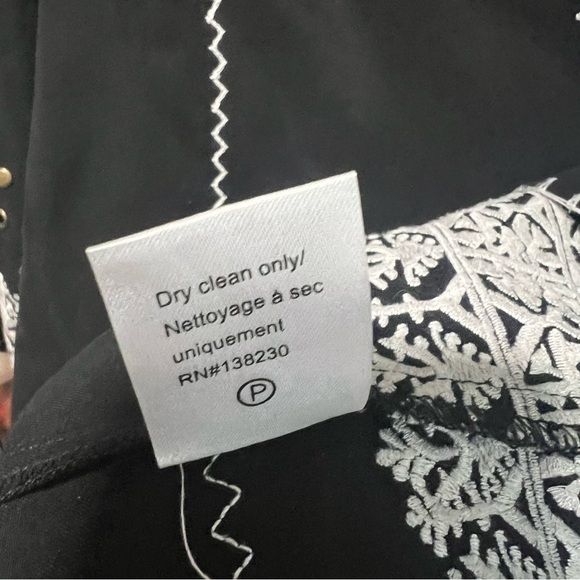 Dry clean only/
Nettoyage à sec
uniquement
RN#138230
P